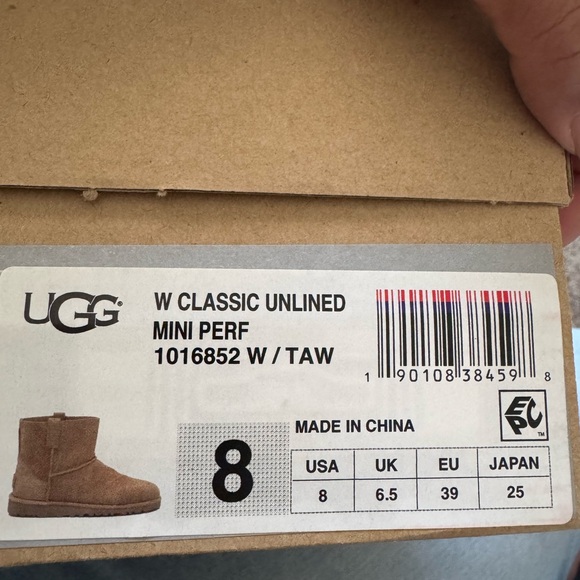 UGG®
W CLASSIC UNLINED
MINI PERF
1016852 W / TAW
1 90108 38459 8
EPC™
MADE IN CHINA
8
USA UK EU JAPAN
8 6.5 39 25